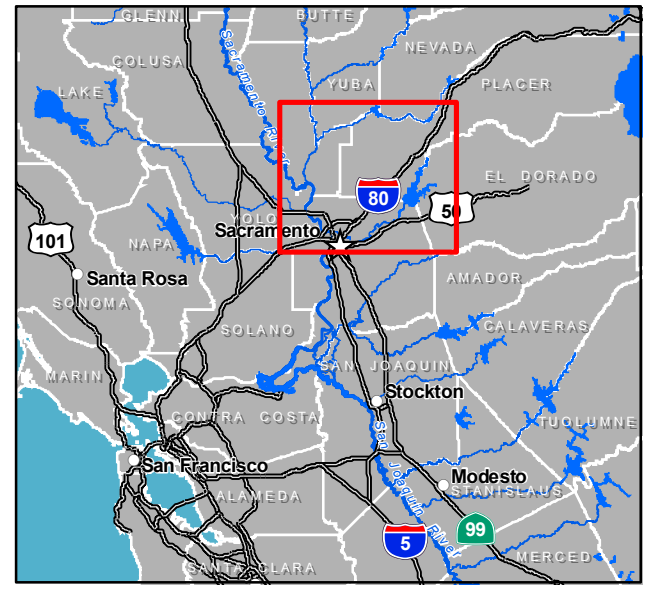 GLENN
BUTTE
NEVADA
COLUSA
Sacramento River
YUBA
PLACER
LAKE
EL DORADO
80
50
YOLO
Sacramento
101
NAPA
Santa Rosa
AMADOR
SONOMA
CALAVERAS
SOLANO
SAN JOAQUIN
MARIN
Stockton
CONTRA COSTA
TUOLUMNE
San Joaquin River
San Francisco
Modesto
STANISLAUS
ALAMEDA
99
5
MERCED
SANTA CLARA